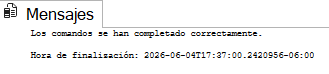 Mensajes
Los comandos se han completado correctamente.
Hora de finalización: 2026-06-04T17:37:00.2420956-06:00